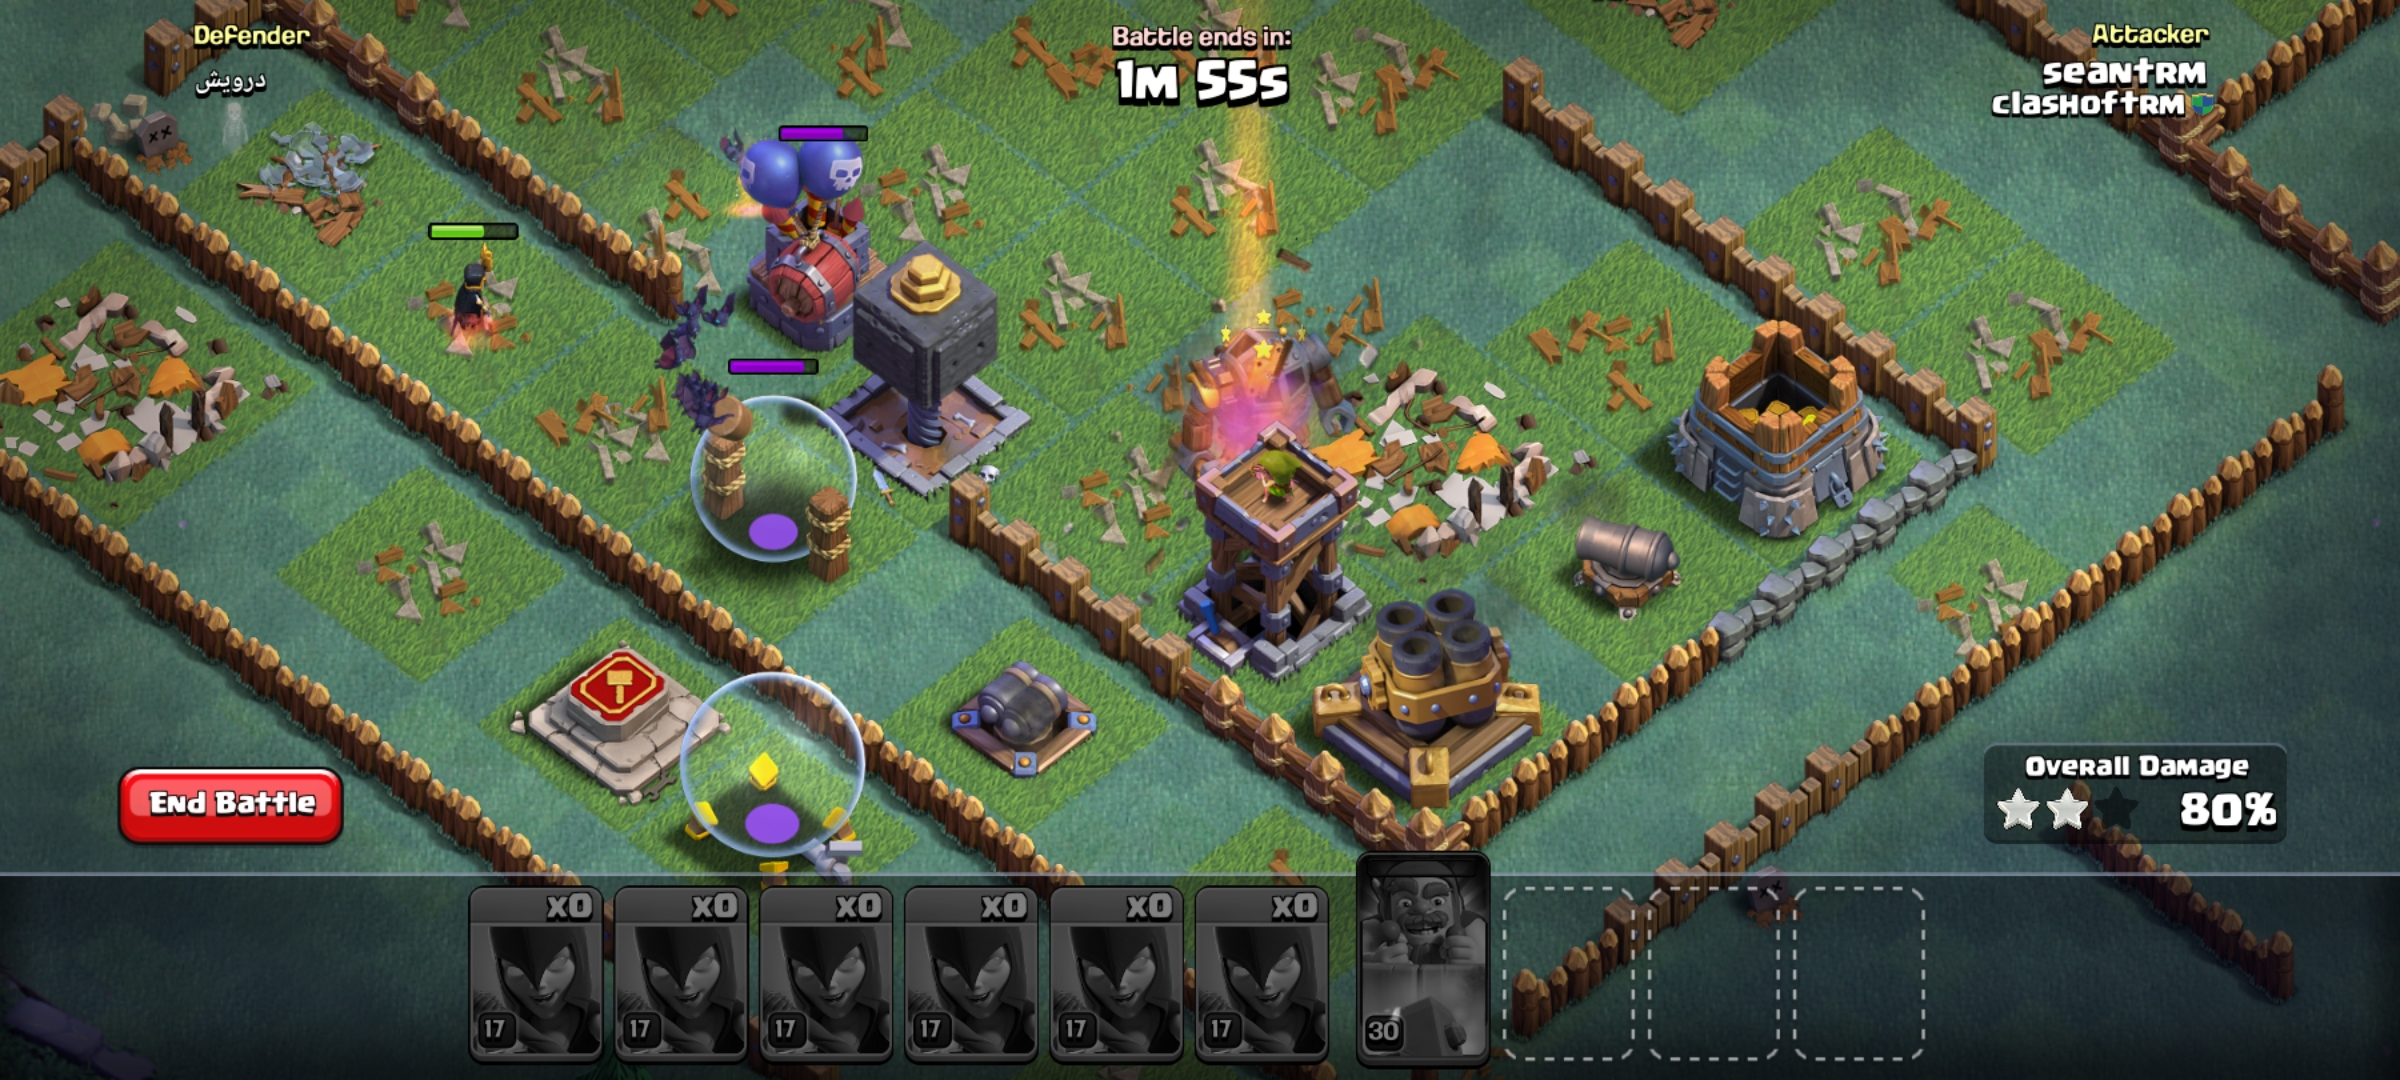 Defender
درويش
Battle ends in:
1M 55s
Attacker
seantRM
clashoftRM
End Battle
Overall Damage
80%
x0
x0
x0
x0
x0
x0
17
17
17
17
17
17
30